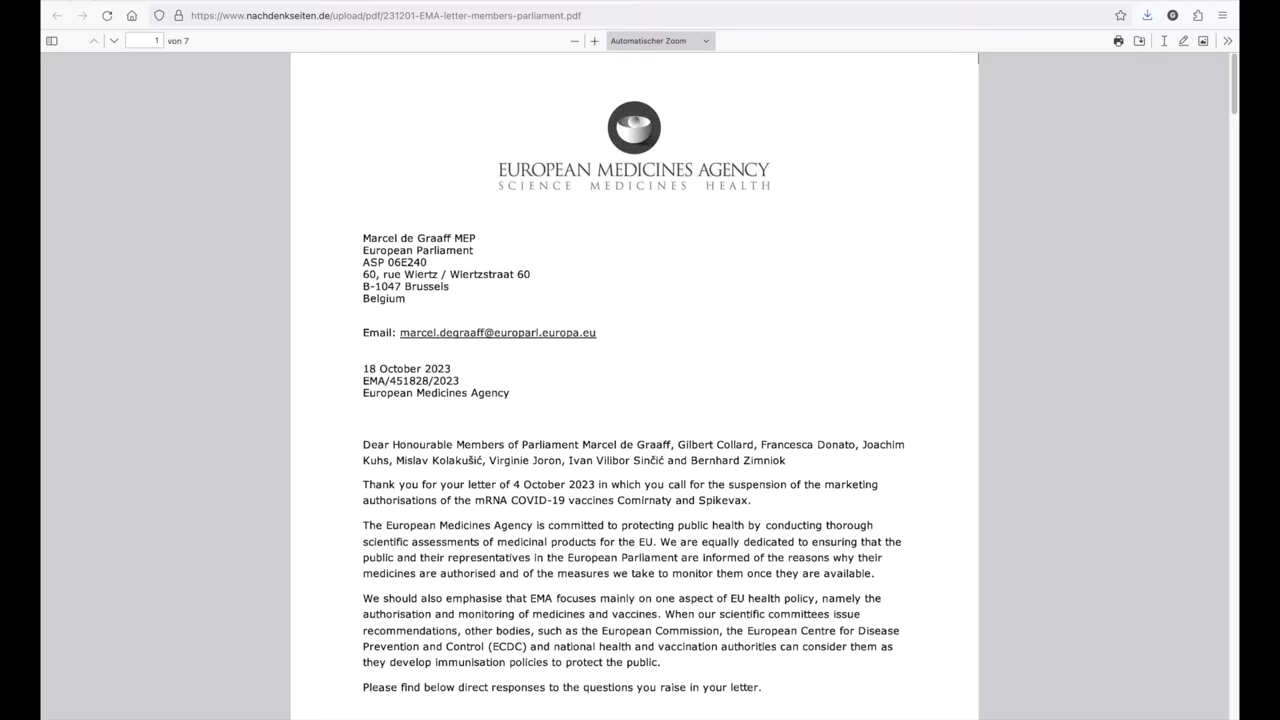 https://www.nachdenkseiten.de/upload/pdf/231201-EMA-letter-members-parliament.pdf
1 von 7
Automatischer Zoom
EUROPEAN MEDICINES AGENCY
SCIENCE MEDICINES HEALTH
Marcel de Graaff MEP
European Parliament
ASP 06E240
60, rue Wiertz / Wiertzstraat 60
B-1047 Brussels
Belgium
Email: marcel.degraaff@europarl.europa.eu
18 October 2023
EMA/451828/2023
European Medicines Agency
Dear Honourable Members of Parliament Marcel de Graaff, Gilbert Collard, Francesca Donato, Joachim
Kuhs, Mislav Kolakušić, Virginie Joron, Ivan Vilibor Sinčić and Bernhard Zimniok
Thank you for your letter of 4 October 2023 in which you call for the suspension of the marketing
authorisations of the mRNA COVID-19 vaccines Comirnaty and Spikevax.
The European Medicines Agency is committed to protecting public health by conducting thorough
scientific assessments of medicinal products for the EU. We are equally dedicated to ensuring that the
public and their representatives in the European Parliament are informed of the reasons why their
medicines are authorised and of the measures we take to monitor them once they are available.
We should also emphasise that EMA focuses mainly on one aspect of EU health policy, namely the
authorisation and monitoring of medicines and vaccines. When our scientific committees issue
recommendations, other bodies, such as the European Commission, the European Centre for Disease
Prevention and Control (ECDC) and national health and vaccination authorities can consider them as
they develop immunisation policies to protect the public.
Please find below direct responses to the questions you raise in your letter.